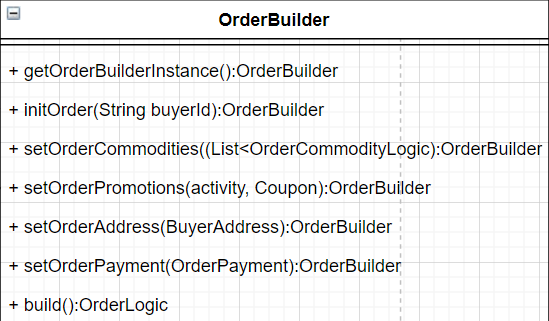 OrderBuilder
+ getOrderBuilderInstance():OrderBuilder
+ initOrder(String buyerId):OrderBuilder
+ setOrderCommodities((List<OrderCommodityLogic):OrderBuilder
+ setOrderPromotions(activity, Coupon):OrderBuilder
+ setOrderAddress(BuyerAddress):OrderBuilder
+ setOrderPayment(OrderPayment):OrderBuilder
+ build():OrderLogic